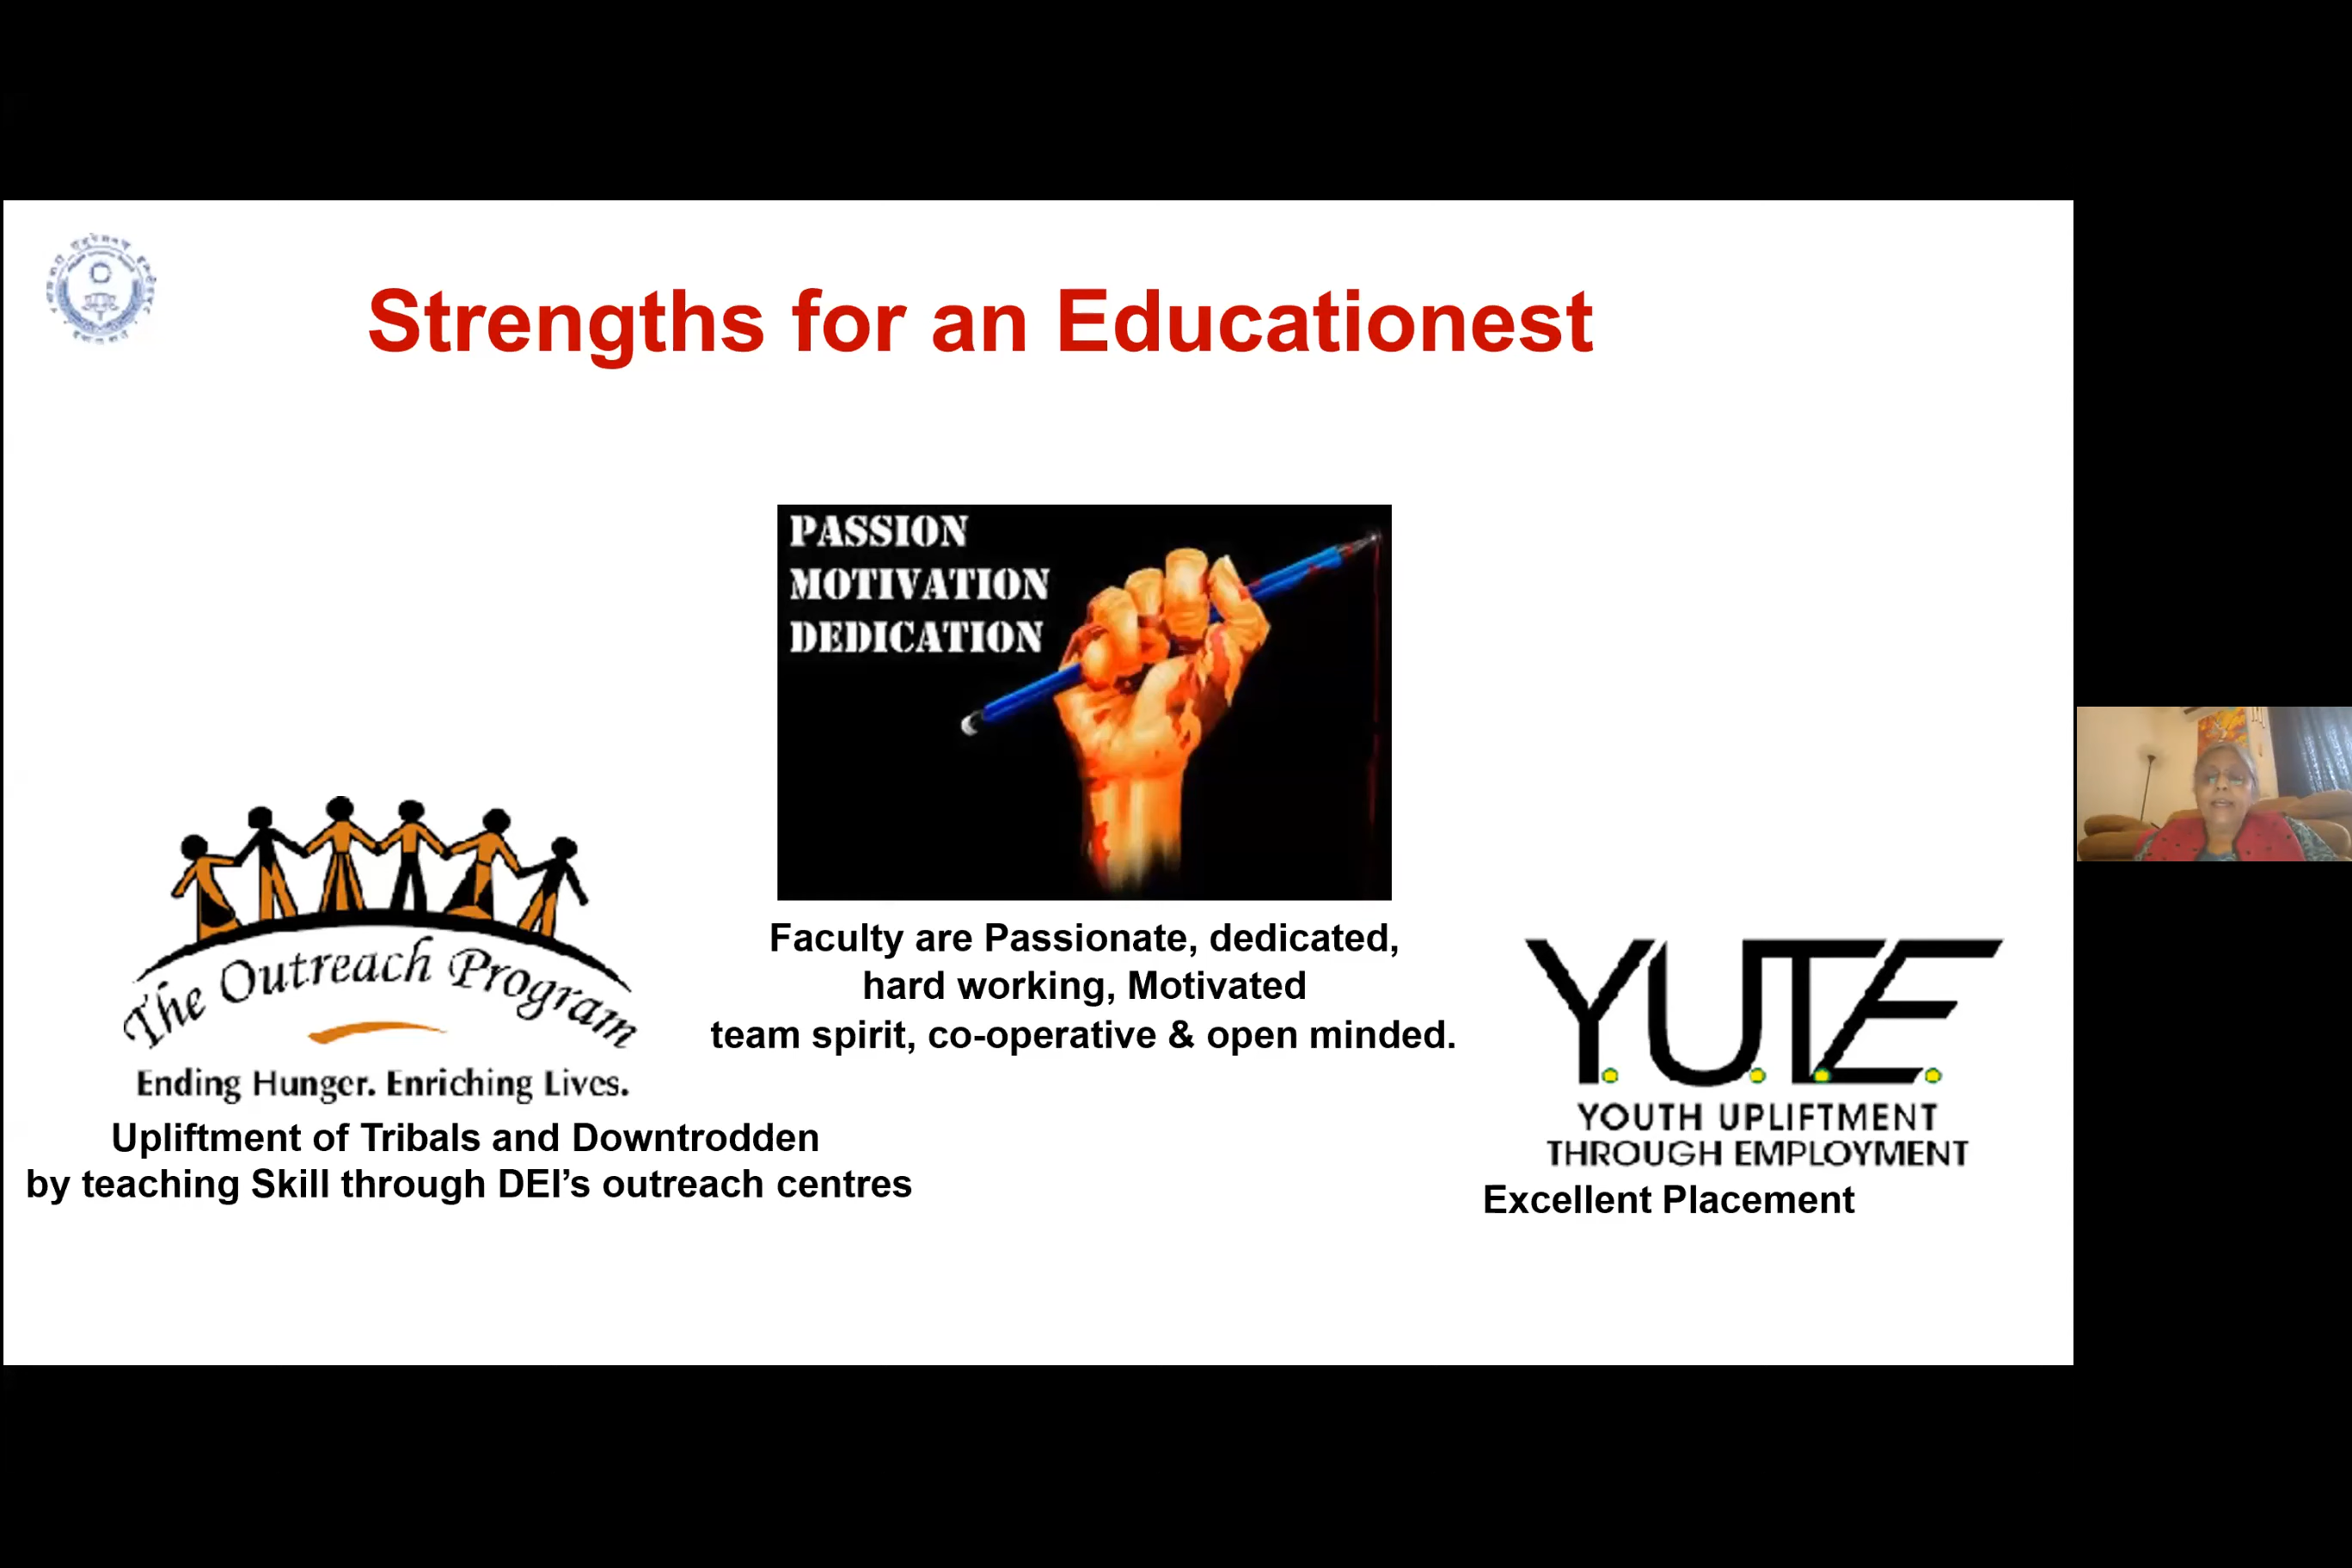 Strengths for an Educationest
PASSION
MOTIVATION
DEDICATION
Faculty are Passionate, dedicated,
hard working, Motivated
team spirit, co-operative & open minded.
The Outreach Program
Ending Hunger. Enriching Lives.
Upliftment of Tribals and Downtrodden
by teaching Skill through DEI’s outreach centres
Y.U.T.E.
YOUTH UPLIFTMENT
THROUGH EMPLOYMENT
Excellent Placement